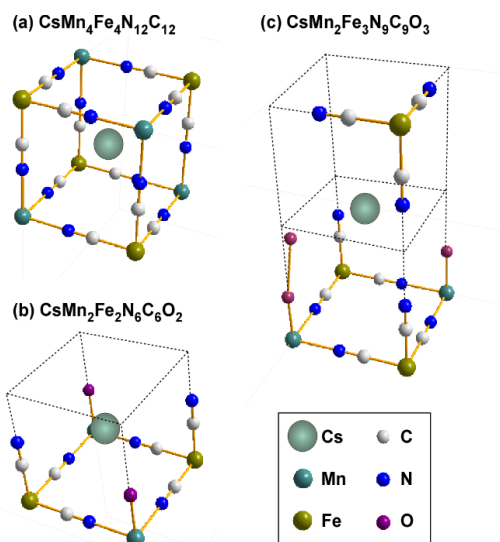 (a) CsMn₄Fe₄N₁₂C₁₂
(c) CsMn₂Fe₃N₉C₉O₃
(b) CsMn₂Fe₂N₆C₆O₂
Cs C
Mn N
Fe O